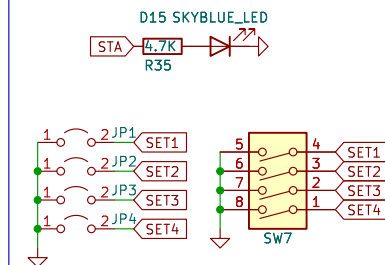 D15 SKYBLUE_LED
STA 4.7K
R35
1 2 JP1 SET1
1 2 JP2 SET2
1 2 JP3 SET3
1 2 JP4 SET4
5 4 SET1
6 3 SET2
7 2 SET3
8 1 SET4
SW7